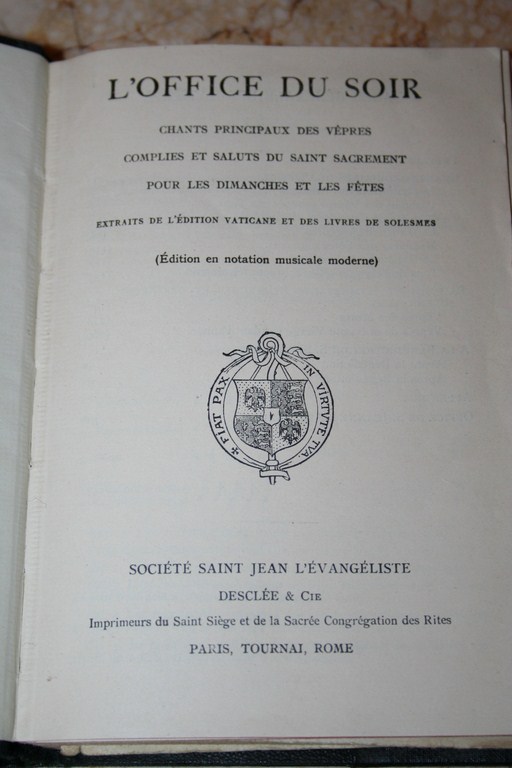 L'OFFICE DU SOIR
CHANTS PRINCIPAUX DES VÊPRES
COMPLIES ET SALUTS DU SAINT SACREMENT
POUR LES DIMANCHES ET LES FÊTES
EXTRAITS DE L'ÉDITION VATICANE ET DES LIVRES DE SOLESMES
(Édition en notation musicale moderne)
✠ FIAT PAX IN VIRTVTE TVA.
SOCIÉTÉ SAINT JEAN L'ÉVANGÉLISTE
DESCLÉE & CIE
Imprimeurs du Saint Siège et de la Sacrée Congrégation des Rites
PARIS, TOURNAI, ROME